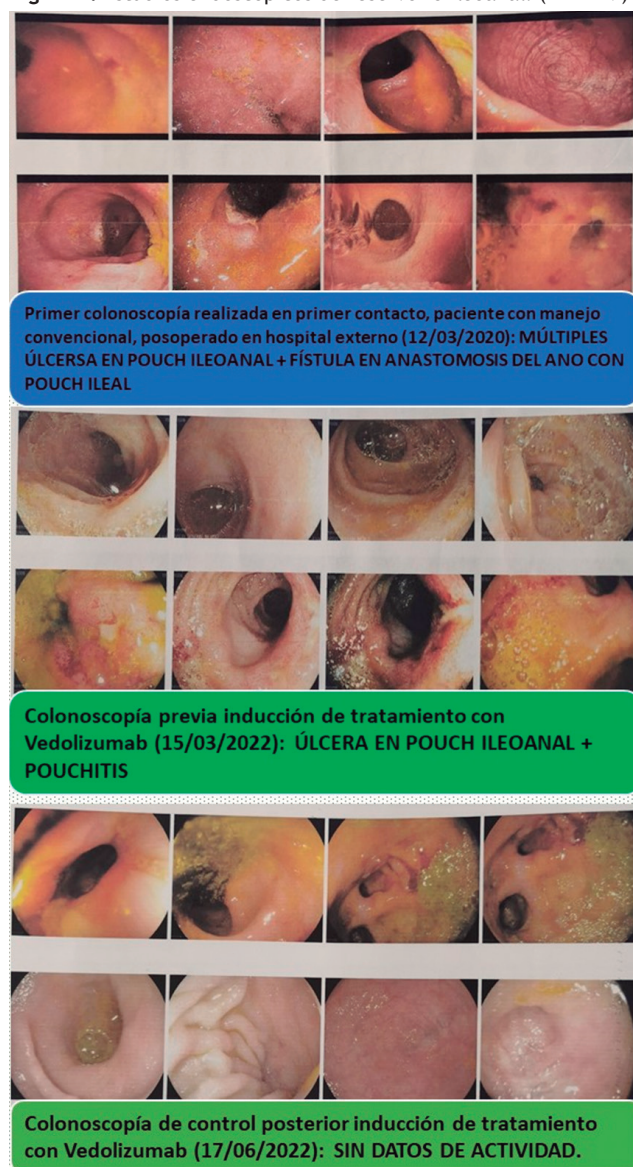 Primer colonoscopía realizada en primer contacto, paciente con manejo
convencional, posoperado en hospital externo (12/03/2020): MÚLTIPLES
ÚLCERSA EN POUCH ILEOANAL + FÍSTULA EN ANASTOMOSIS DEL ANO CON
POUCH ILEAL
Colonoscopía previa inducción de tratamiento con
Vedolizumab (15/03/2022): ÚLCERA EN POUCH ILEOANAL +
POUCHITIS
Colonoscopía de control posterior inducción de tratamiento
con Vedolizumab (17/06/2022): SIN DATOS DE ACTIVIDAD.